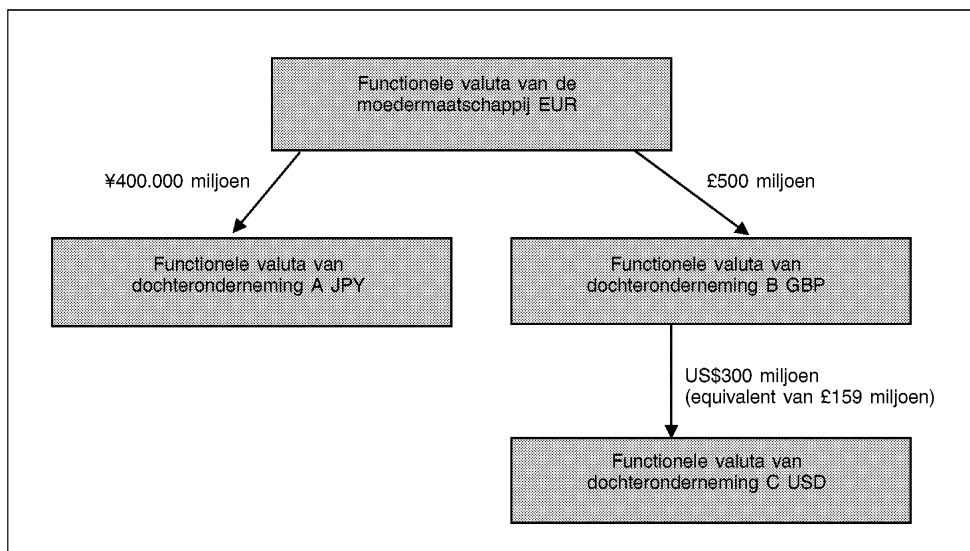 Functionele valuta van de
moedermaatschappij EUR
¥400.000 miljoen
£500 miljoen
Functionele valuta van
dochteronderneming A JPY
Functionele valuta van
dochteronderneming B GBP
US$300 miljoen
(equivalent van £159 miljoen)
Functionele valuta van
dochteronderneming C USD